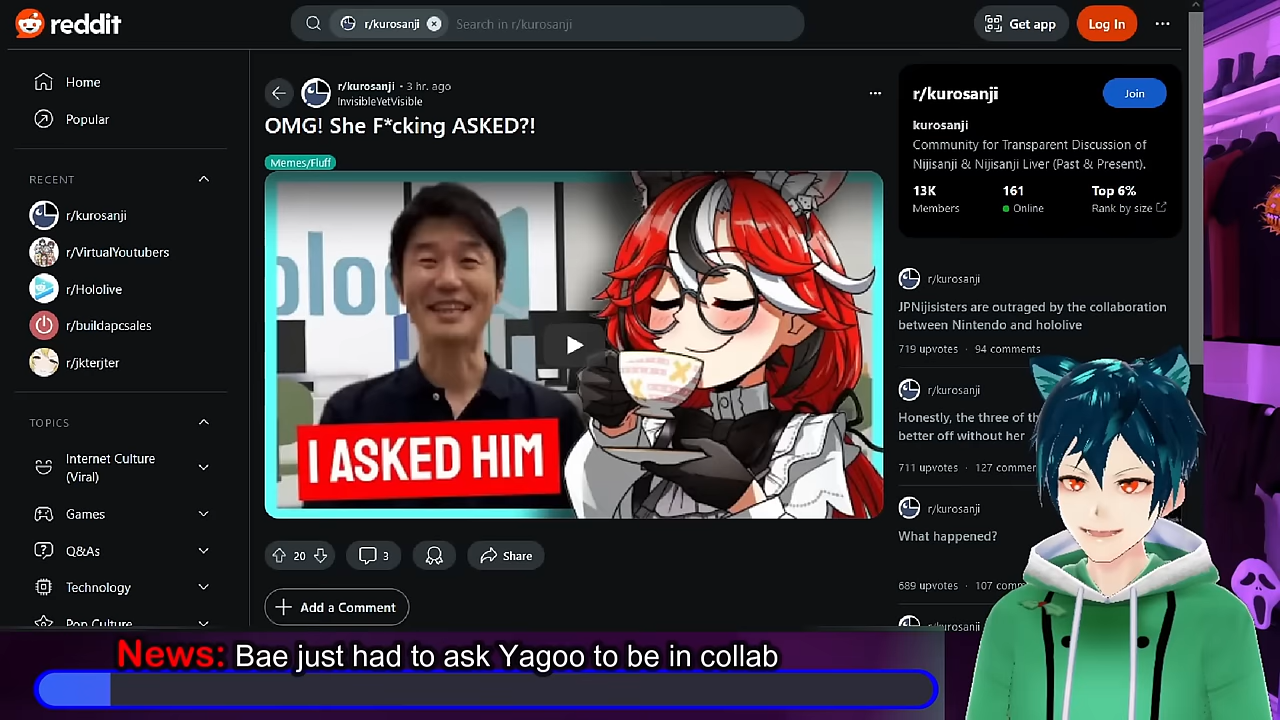 reddit
r/kurosanji
Search in r/kurosanji
Get app
Log In
Home
Popular
RECENT
r/kurosanji
r/VirtualYoutubers
r/Hololive
r/buildapcsales
r/jkterjter
TOPICS
Internet Culture
(Viral)
Games
Q&As
Technology
Pop Culture
r/kurosanji • 3 hr. ago
InvisibleYetVisible
OMG! She F*cking ASKED?!
Memes/Fluff
olo
I ASKED HIM
20
3
Share
Add a Comment
r/kurosanji
Join
kurosanji
Community for Transparent Discussion of
Nijisanji & Nijisanji Liver (Past & Present).
13K
161
Top 6%
Members
Online
Rank by size
r/kurosanji
JPNijisisters are outraged by the collaboration
between Nintendo and hololive
719 upvotes · 94 comments
r/kurosanji
Honestly, the three of th
better off without her
711 upvotes · 127 commen
r/kurosanji
What happened?
689 upvotes · 107 comm
r/kurosanji
News: Bae just had to ask Yagoo to be in collab